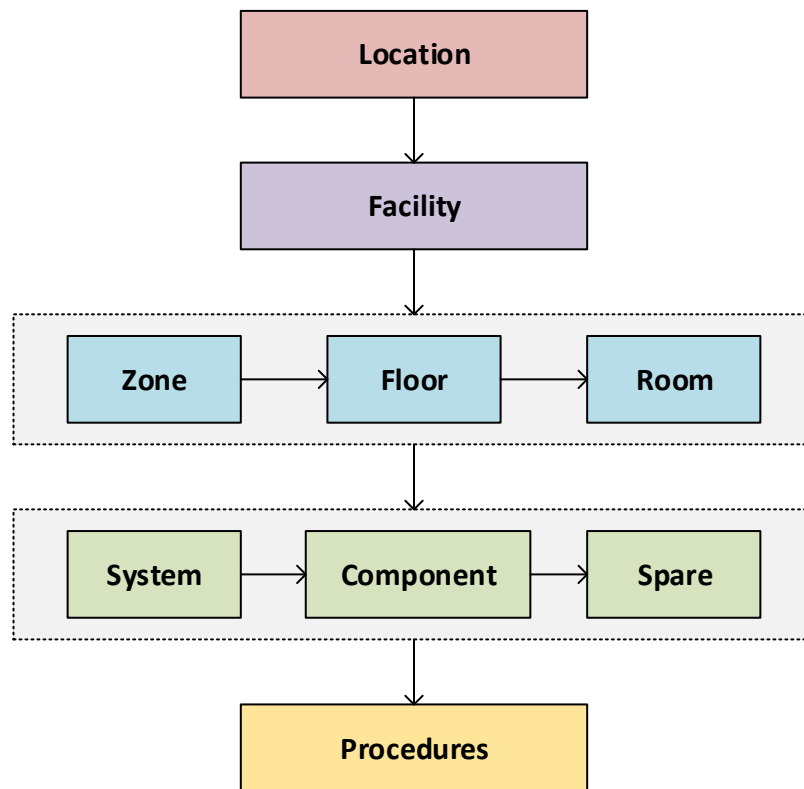 Location
Facility
Zone
Floor
Room
System
Component
Spare
Procedures